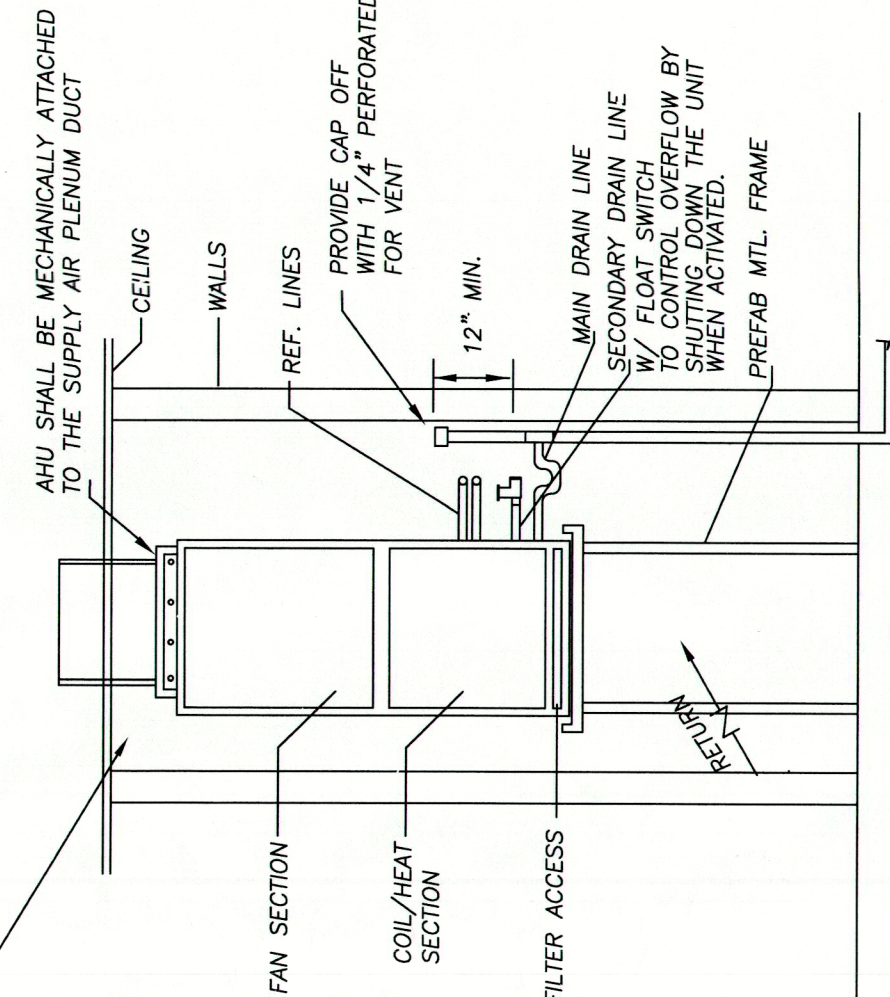 AHU SHALL BE MECHANICALLY ATTACHED
TO THE SUPPLY AIR PLENUM DUCT
CEILING
WALLS
REF. LINES
PROVIDE CAP OFF
WITH 1/4" PERFORATED
FOR VENT
12" MIN.
MAIN DRAIN LINE
SECONDARY DRAIN LINE
W/ FLOAT SWITCH
TO CONTROL OVERFLOW BY
SHUTTING DOWN THE UNIT
WHEN ACTIVATED.
PREFAB MTL. FRAME
RETURN
FAN SECTION
COIL/HEAT
SECTION
FILTER ACCESS